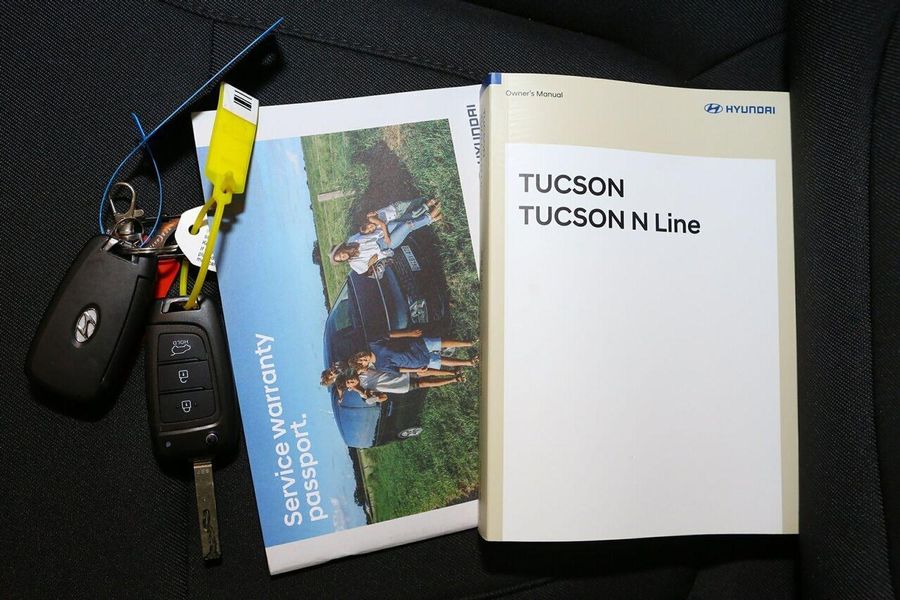 Owner's Manual
HYUNDAI
TUCSON
TUCSON N Line
HYUNDAI
Service warranty
passport.
HOLD